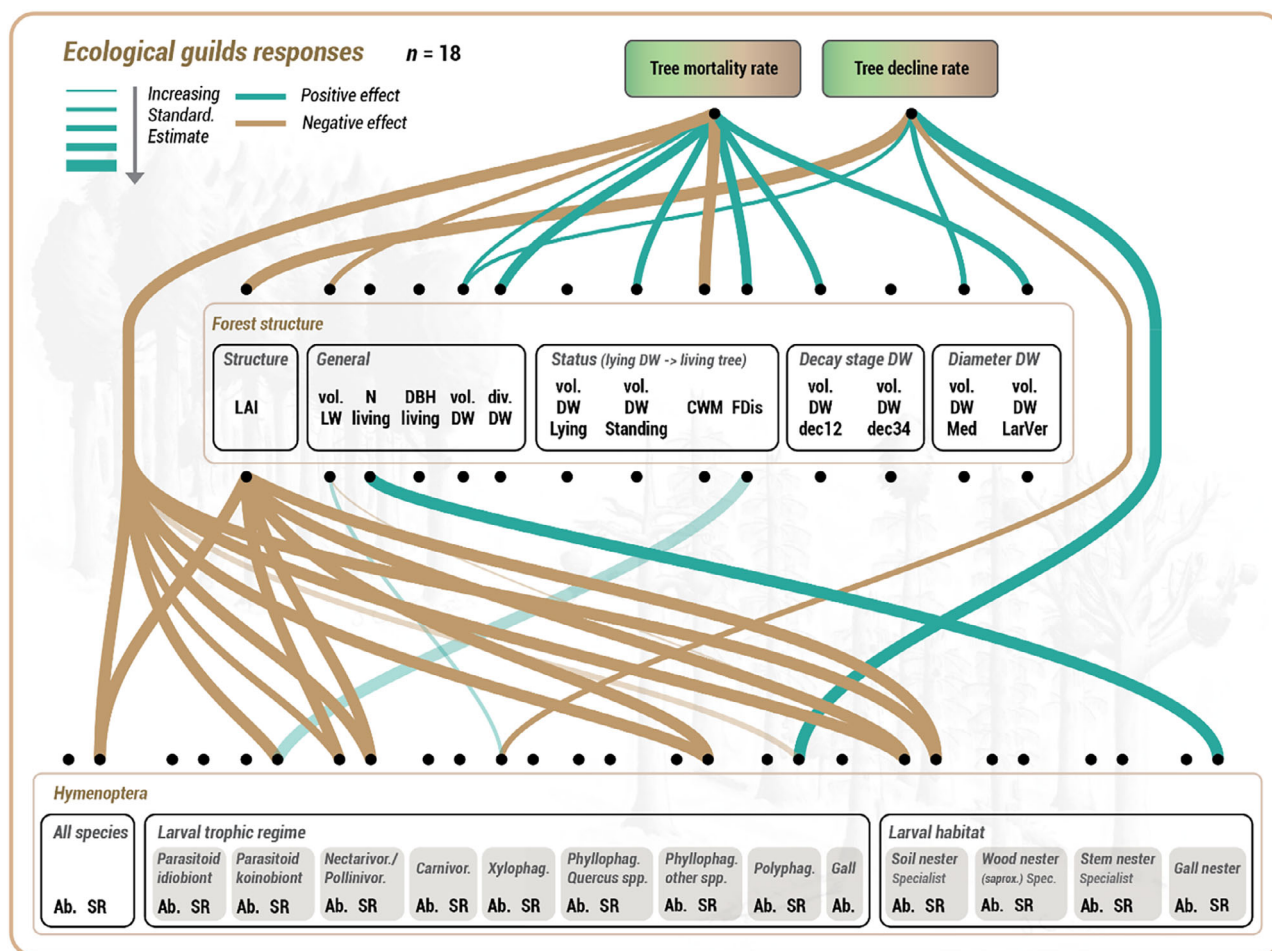 Ecological guilds responses n = 18
Increasing
Standard.
Estimate
Positive effect
Negative effect
Tree mortality rate
Tree decline rate
Forest structure
Structure
LAI
General
vol. N DBH vol. div.
LW living living DW DW
Status (lying DW -> living tree)
vol. vol.
DW DW CWM FDis
Lying Standing
Decay stage DW
vol. vol.
DW DW
dec12 dec34
Diameter DW
vol. vol.
DW DW
Med LarVer
Hymenoptera
All species
Ab. SR
Larval trophic regime
Parasitoid
idiobiont
Ab. SR
Parasitoid
koinobiont
Ab. SR
Nectarivor./
Pollinivor.
Ab. SR
Carnivor.
Ab. SR
Xylophag.
Ab. SR
Phyllophag.
Quercus spp.
Ab. SR
Phyllophag.
other spp.
Ab. SR
Polyphag.
Ab. SR
Gall
Ab.
Larval habitat
Soil nester
Specialist
Ab. SR
Wood nester
(saprox.) Spec.
Ab. SR
Stem nester
Specialist
Ab. SR
Gall nester
Ab. SR